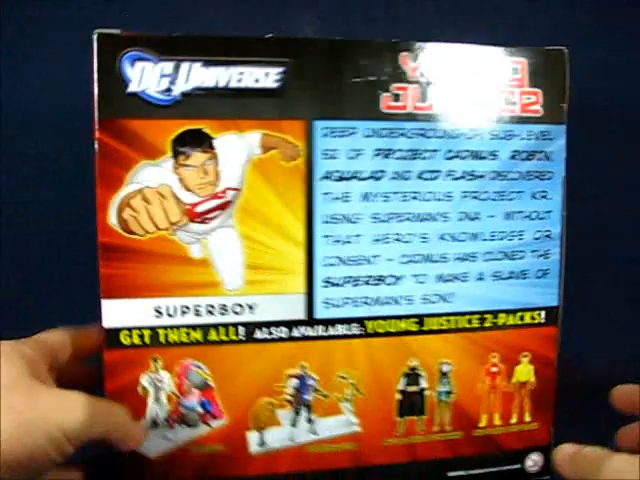 DC Universe
YOUNG
JUSTICE
DEEP UNDERGROUND IN SUB-LEVEL
52 OF PROJECT CADMUS, ROBIN,
AQUALAD AND KID FLASH DISCOVERED
THE MYSTERIOUS PROJECT KR.
USING SUPERMAN'S DNA - WITHOUT
THAT HERO'S KNOWLEDGE OR
CONSENT - CADMUS HAS CLONED THE
SUPERBOY TO MAKE A SLAVE OF
SUPERMAN'S SON!
SUPERBOY
GET THEM ALL! ALSO AVAILABLE: YOUNG JUSTICE 2-PACKS!